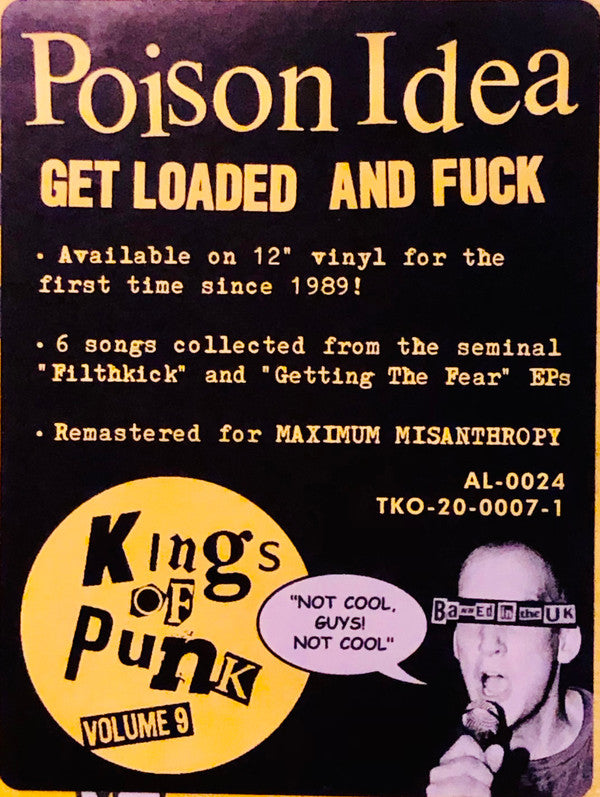 Poison Idea
GET LOADED AND FUCK
• Available on 12" vinyl for the
first time since 1989!
• 6 songs collected from the seminal
"Filthkick" and "Getting The Fear" EPs
• Remastered for MAXIMUM MISANTHROPY
AL-0024
TKO-20-0007-1
Kings
OF
Punk
VOLUME 9
"NOT COOL,
GUYS!
NOT COOL"
in the UK